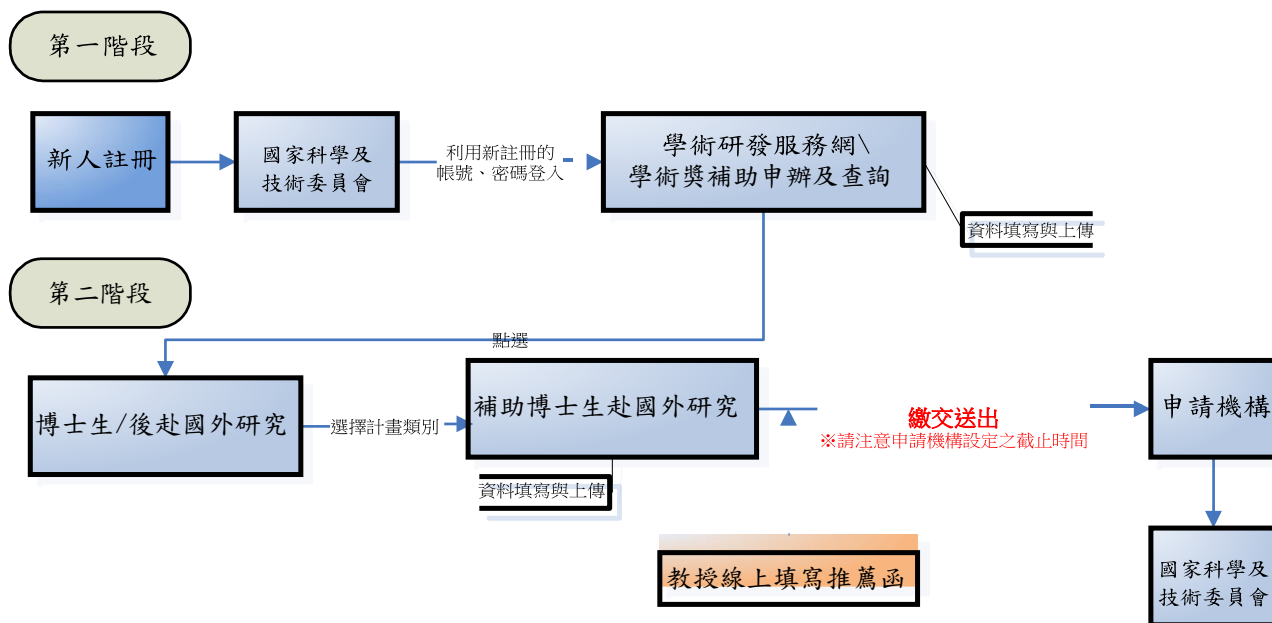 第一階段
新人註冊
國家科學及
技術委員會
利用新註冊的
帳號、密碼登入
學術研發服務網\
學術獎補助申辦及查詢
資料填寫與上傳
第二階段
點選
博士生/後赴國外研究
選擇計畫類別
補助博士生赴國外研究
資料填寫與上傳
繳交送出
※請注意申請機構設定之截止時間
申請機構
教授線上填寫推薦函
國家科學及
技術委員會